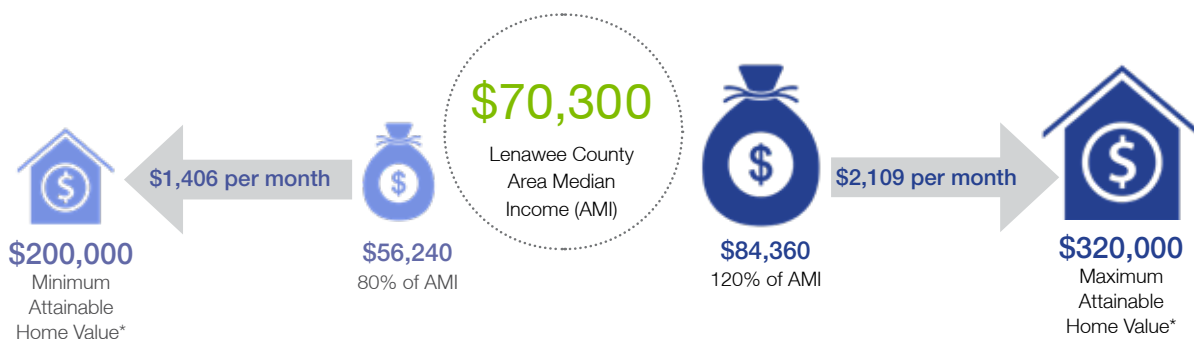 $70,300
Lenawee County
Area Median
Income (AMI)
$
$1,406 per month
$
$200,000
Minimum
Attainable
Home Value*
$56,240
80% of AMI
$
$2,109 per month
$
$84,360
120% of AMI
$320,000
Maximum
Attainable
Home Value*